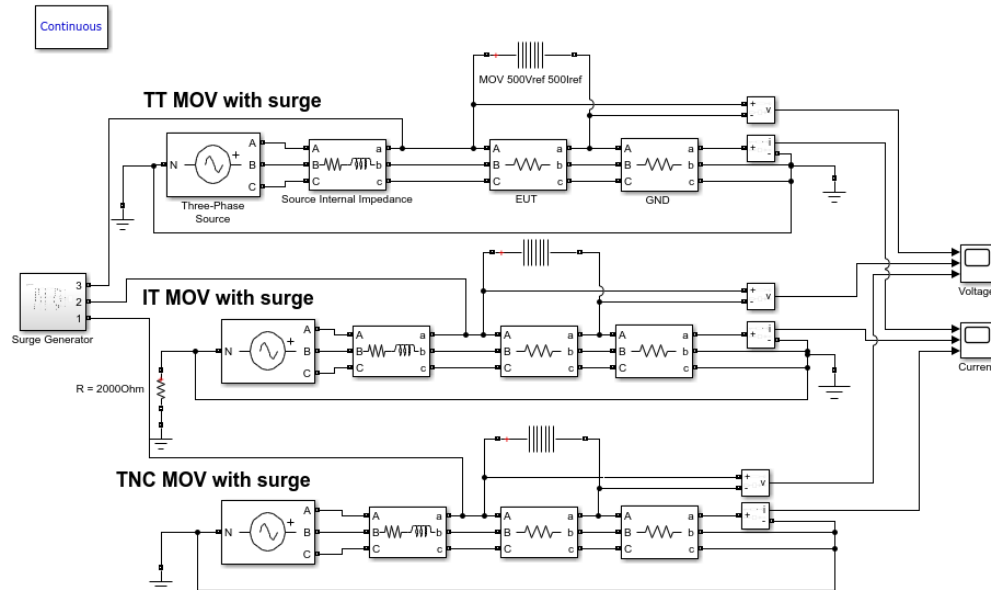 Continuous
MOV 500Vref 500Iref
TT MOV with surge
+
-
v
A
N
+
B
C
A
B
C
a
b
c
A
B
C
a
b
c
A
B
C
a
b
c
+
i
-
Three-Phase
Source
Source Internal Impedance
EUT
GND
3
2
1
Surge Generator
IT MOV with surge
+
-
v
Voltage
A
N
+
B
C
A
B
C
a
b
c
A
B
C
a
b
c
A
B
C
a
b
c
+
i
-
Curren
R = 2000Ohm
TNC MOV with surge
+
-
v
A
N
+
B
C
A
B
C
a
b
c
A
B
C
a
b
c
A
B
C
a
b
c
+
i
-